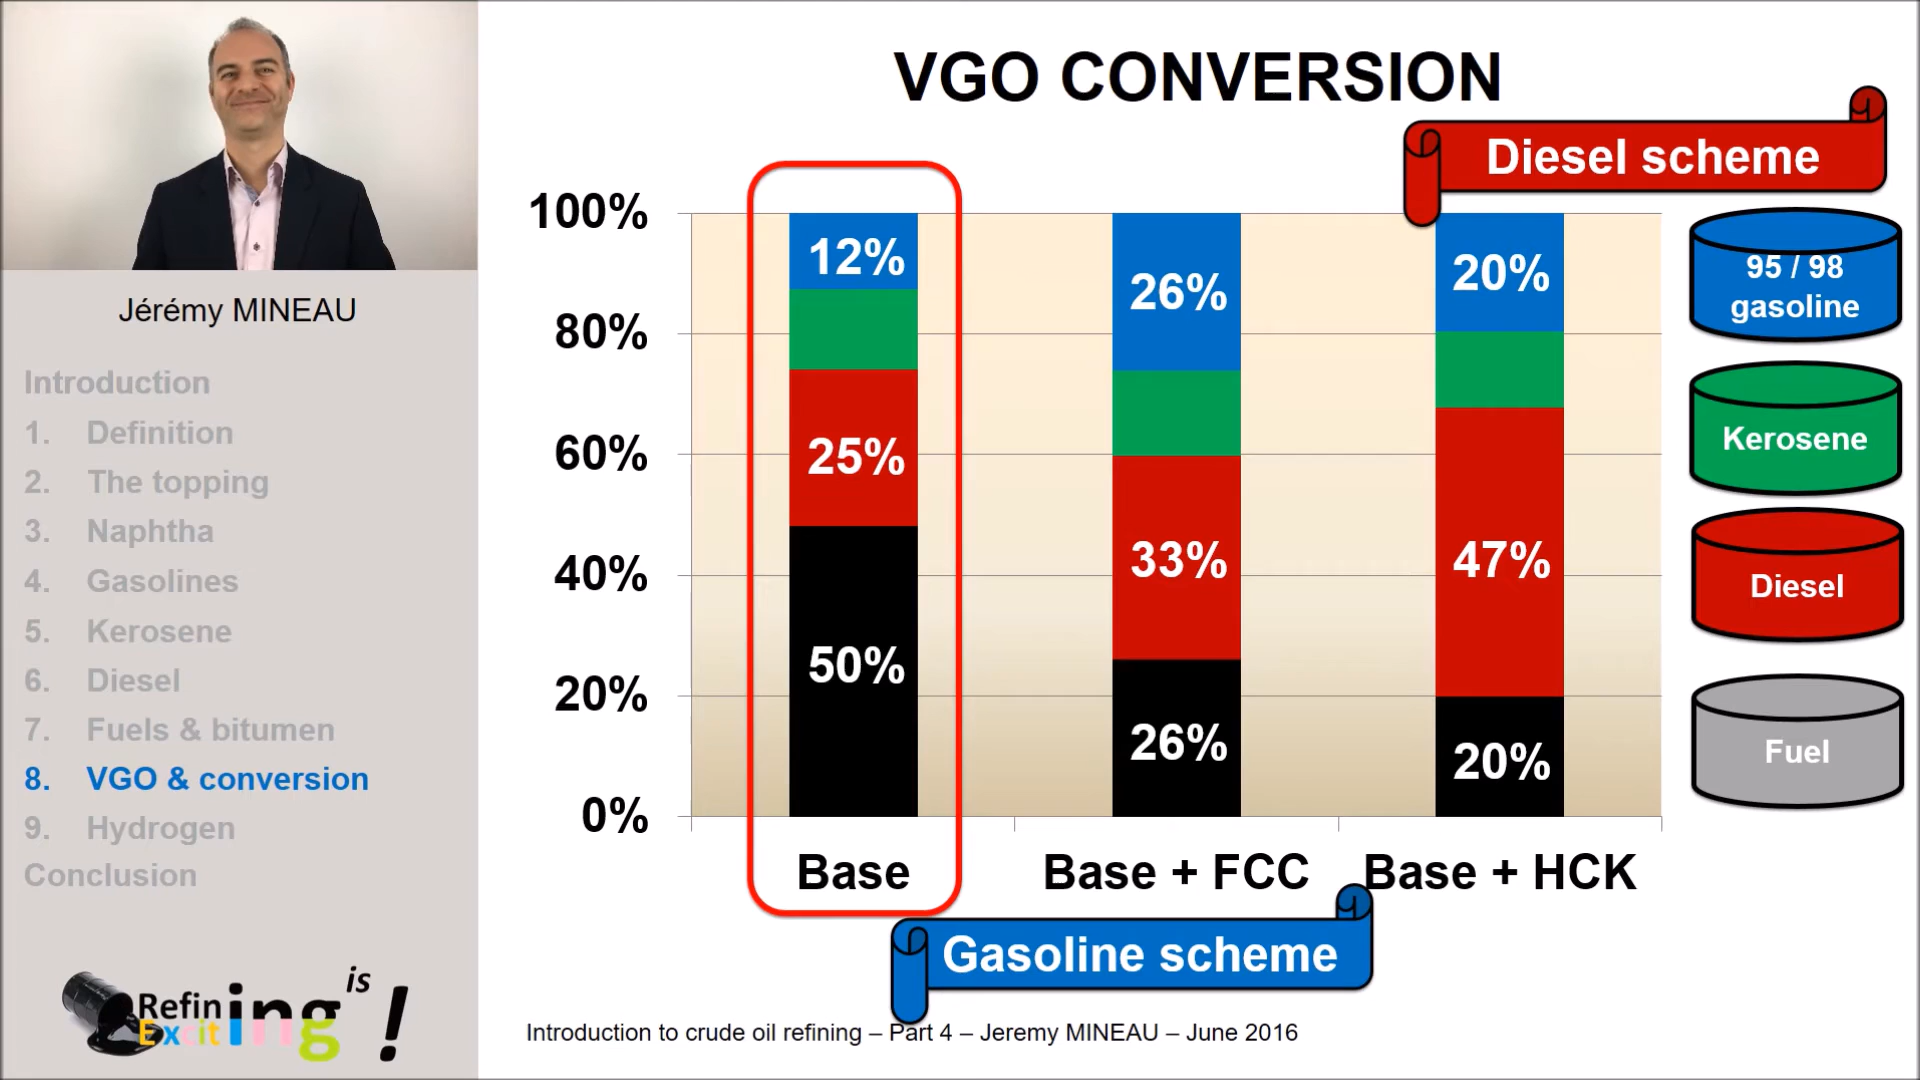 VGO CONVERSION
Diesel scheme
Jérémy MINEAU
Introduction
1. Definition
2. The topping
3. Naphtha
4. Gasolines
5. Kerosene
6. Diesel
7. Fuels & bitumen
8. VGO & conversion
9. Hydrogen
Conclusion
Refining
is
Exciting
!
100%
80%
60%
40%
20%
0%
12%
25%
50%
26%
33%
26%
20%
47%
20%
Base
Base + FCC
Base + HCK
95 / 98
gasoline
Kerosene
Diesel
Fuel
Gasoline scheme
Introduction to crude oil refining – Part 4 – Jeremy MINEAU – June 2016